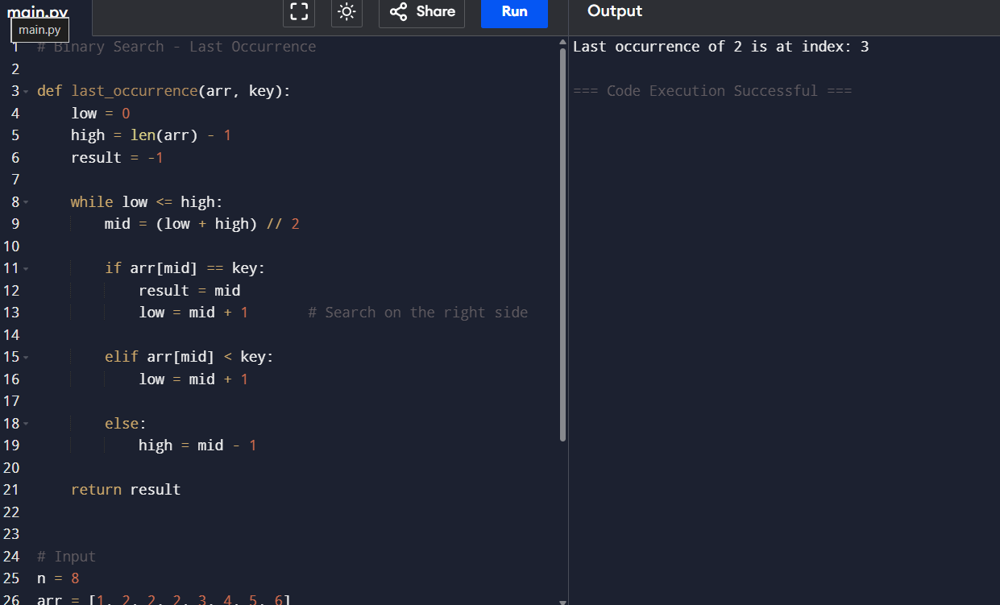 main.py
main.py
Share
Run
Output
1 # Binary Search - Last Occurrence
2
3 def last_occurrence(arr, key):
4     low = 0
5     high = len(arr) - 1
6     result = -1
7
8     while low <= high:
9         mid = (low + high) // 2
10
11         if arr[mid] == key:
12             result = mid
13             low = mid + 1       # Search on the right side
14
15         elif arr[mid] < key:
16             low = mid + 1
17
18         else:
19             high = mid - 1
20
21     return result
22
23
24 # Input
25 n = 8
26 arr = [1, 2, 2, 2, 3, 4, 5, 6]
Last occurrence of 2 is at index: 3
=== Code Execution Successful ===